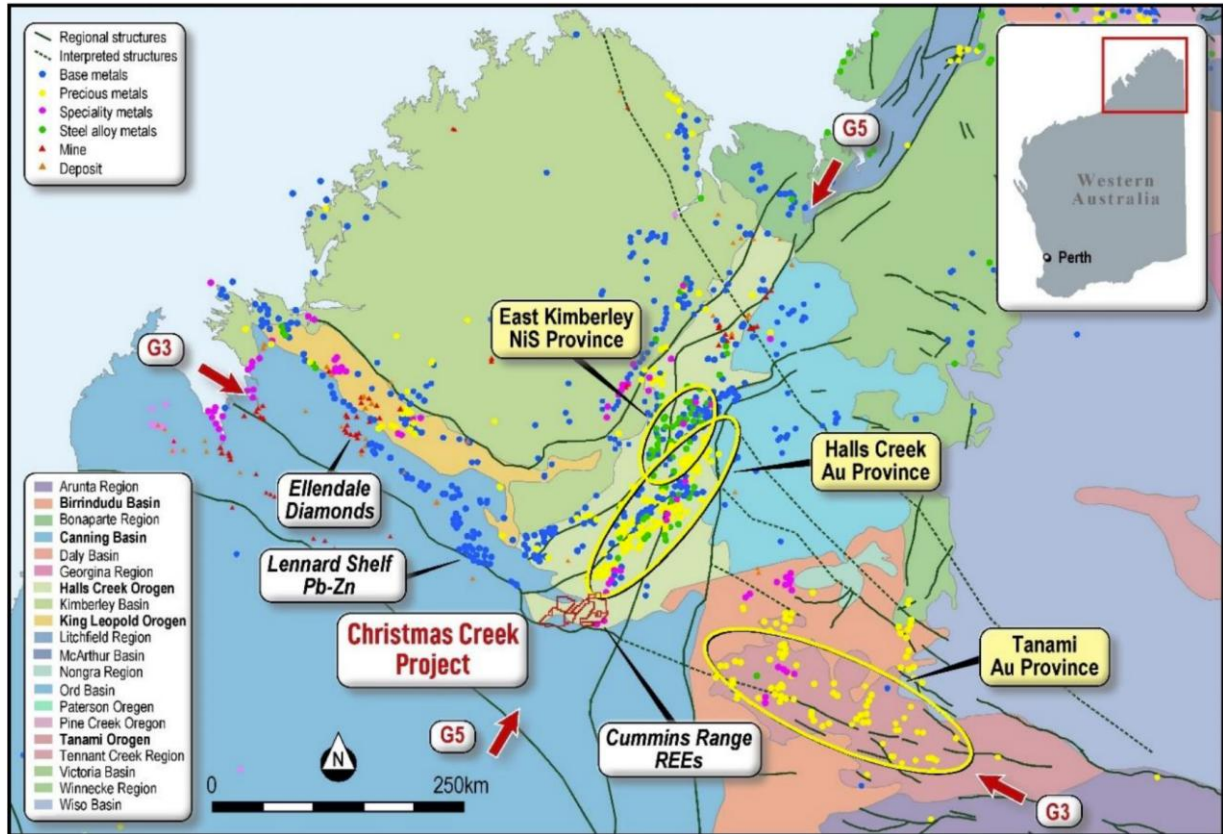 Regional structures
Interpreted structures
Base metals
Precious metals
Speciality metals
Steel alloy metals
Mine
Deposit
G5
Western
Australia
Perth
East Kimberley
NiS Province
G3
Halls Creek
Au Province
Ellendale
Diamonds
Lennard Shelf
Pb-Zn
Christmas Creek
Project
Tanami
Au Province
Cummins Range
REEs
G5
G3
N
0
250km
Arunta Region
Birrindudu Basin
Bonaparte Region
Canning Basin
Daly Basin
Georgina Region
Halls Creek Orogen
Kimberley Basin
King Leopold Orogen
Litchfield Region
McArthur Basin
Nongra Region
Ord Basin
Paterson Oregen
Pine Creek Oregon
Tanami Orogen
Tennant Creek Region
Victoria Basin
Winnecke Region
Wiso Basin